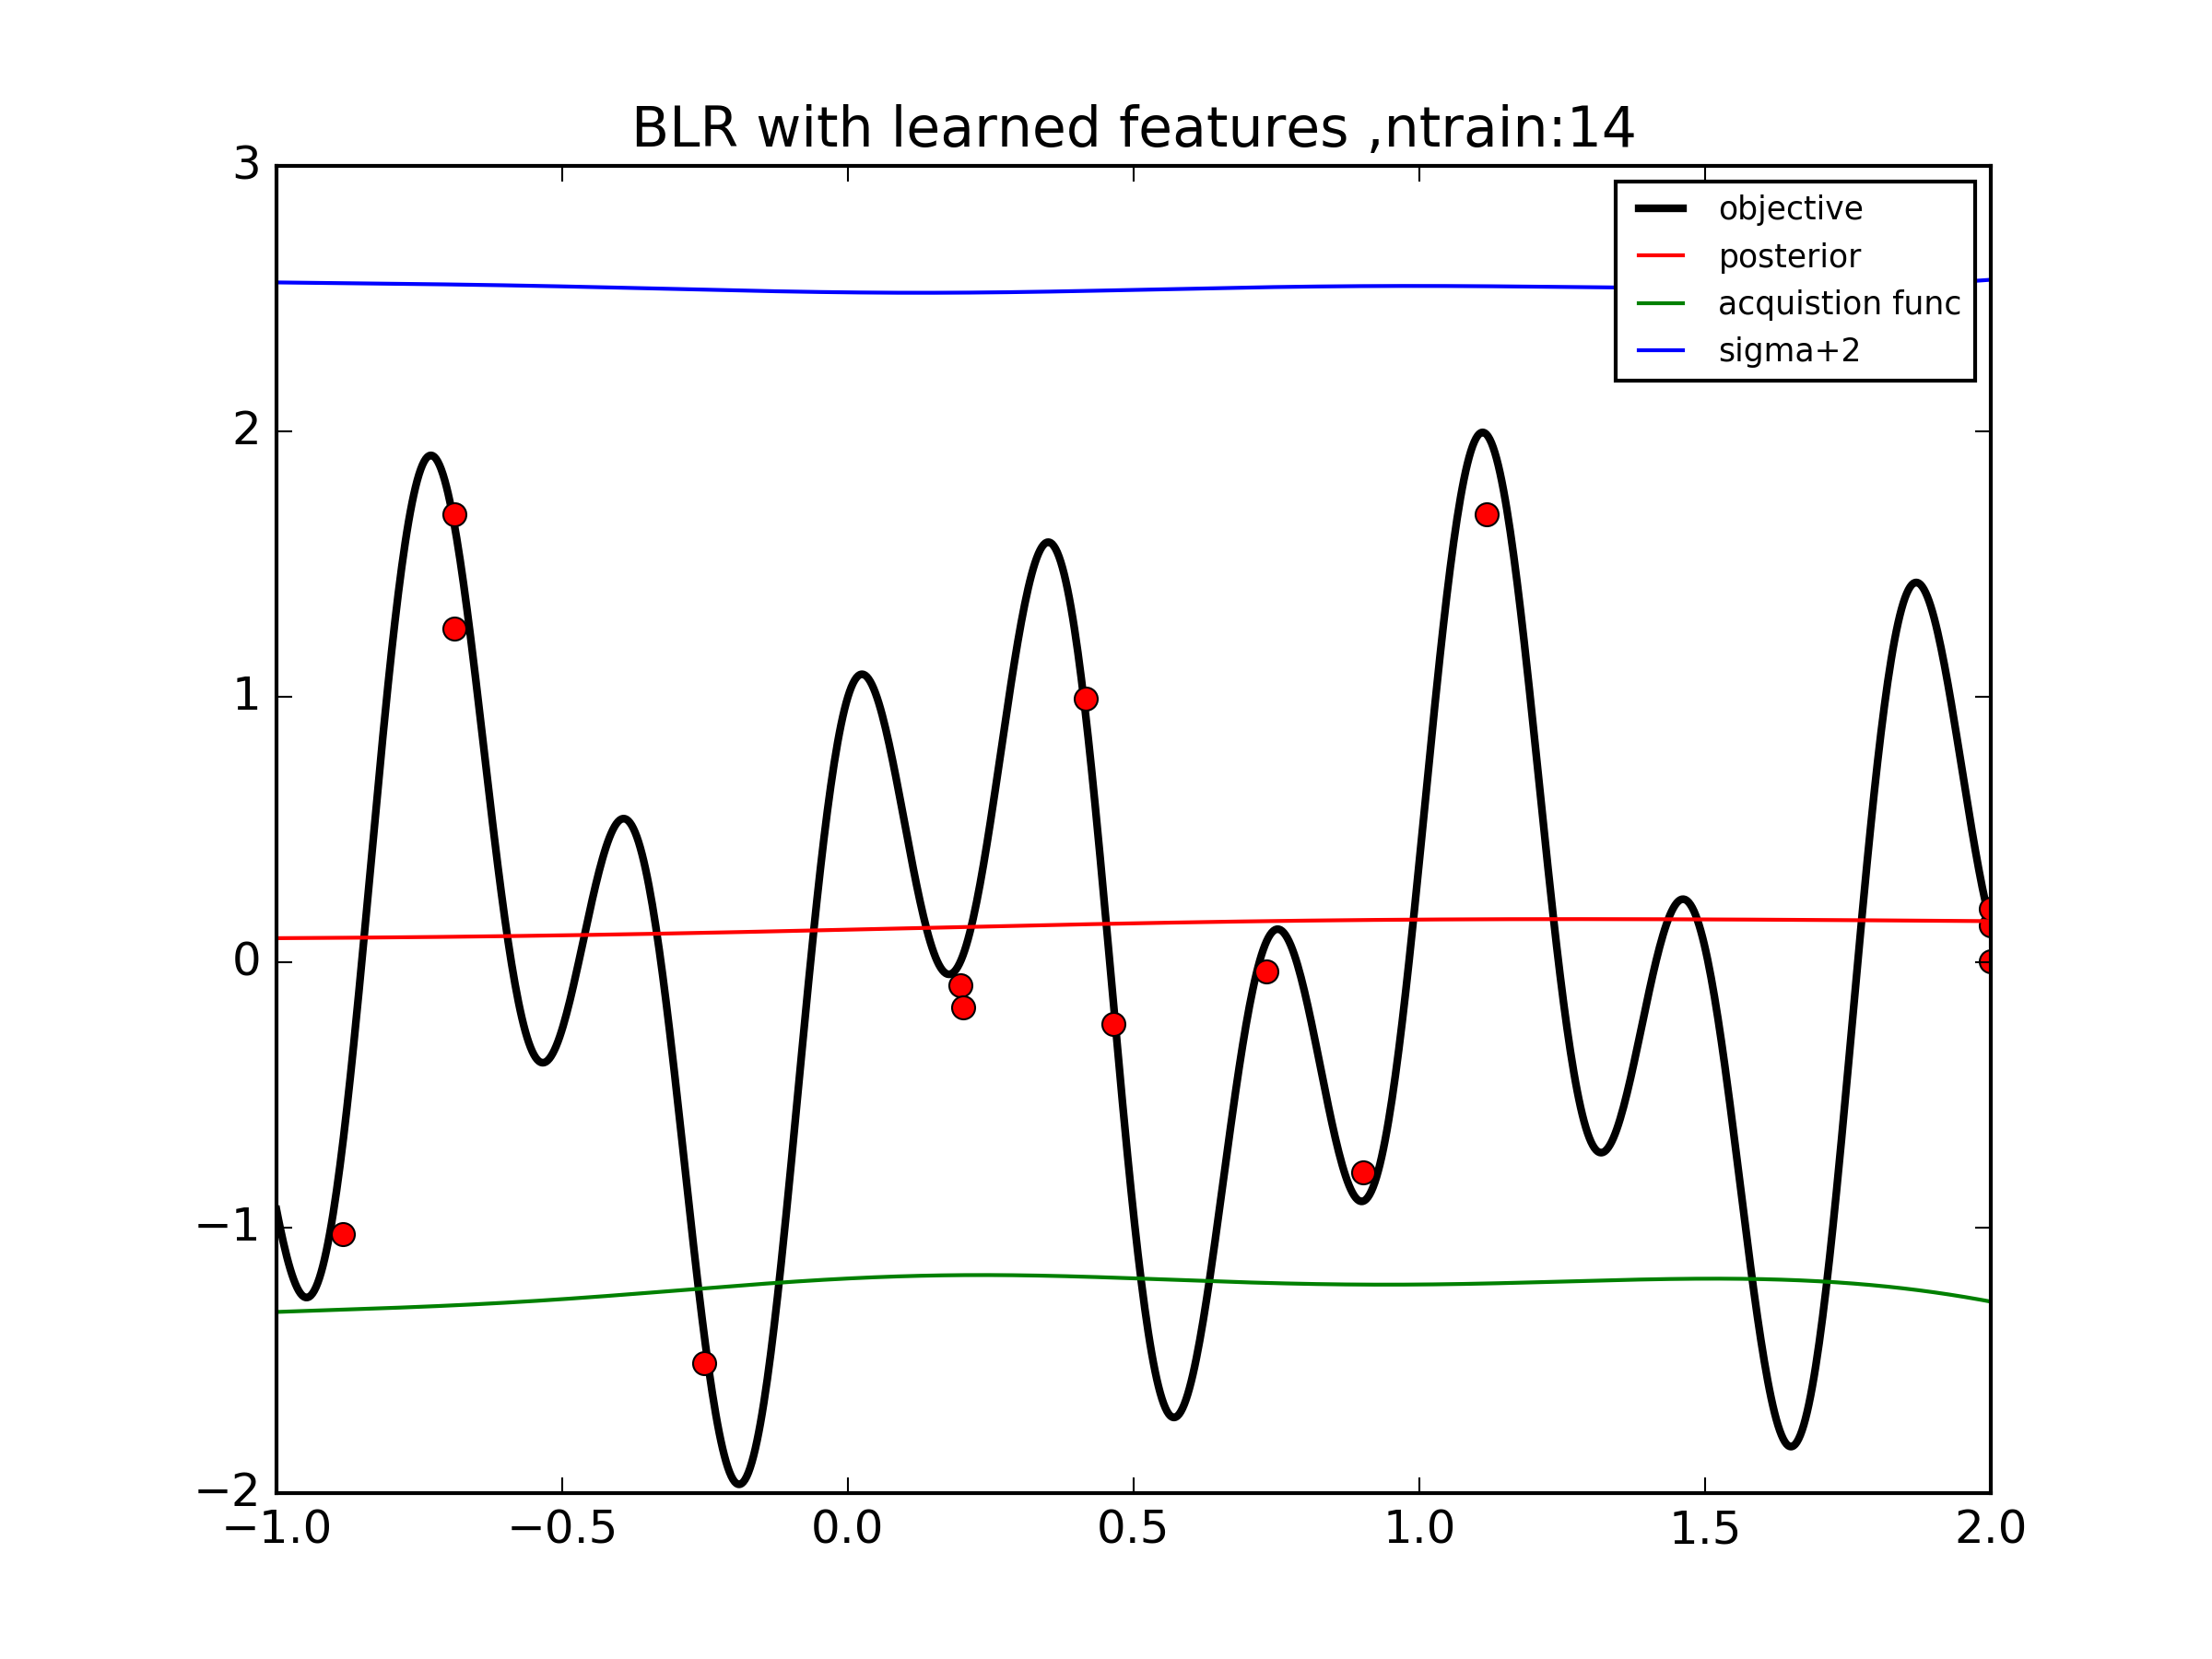 BLR with learned features ,ntrain:14
3
2
1
0
−1
−2
objective
posterior
acquistion func
sigma+2
−1.0 −0.5 0.0 0.5 1.0 1.5 2.0